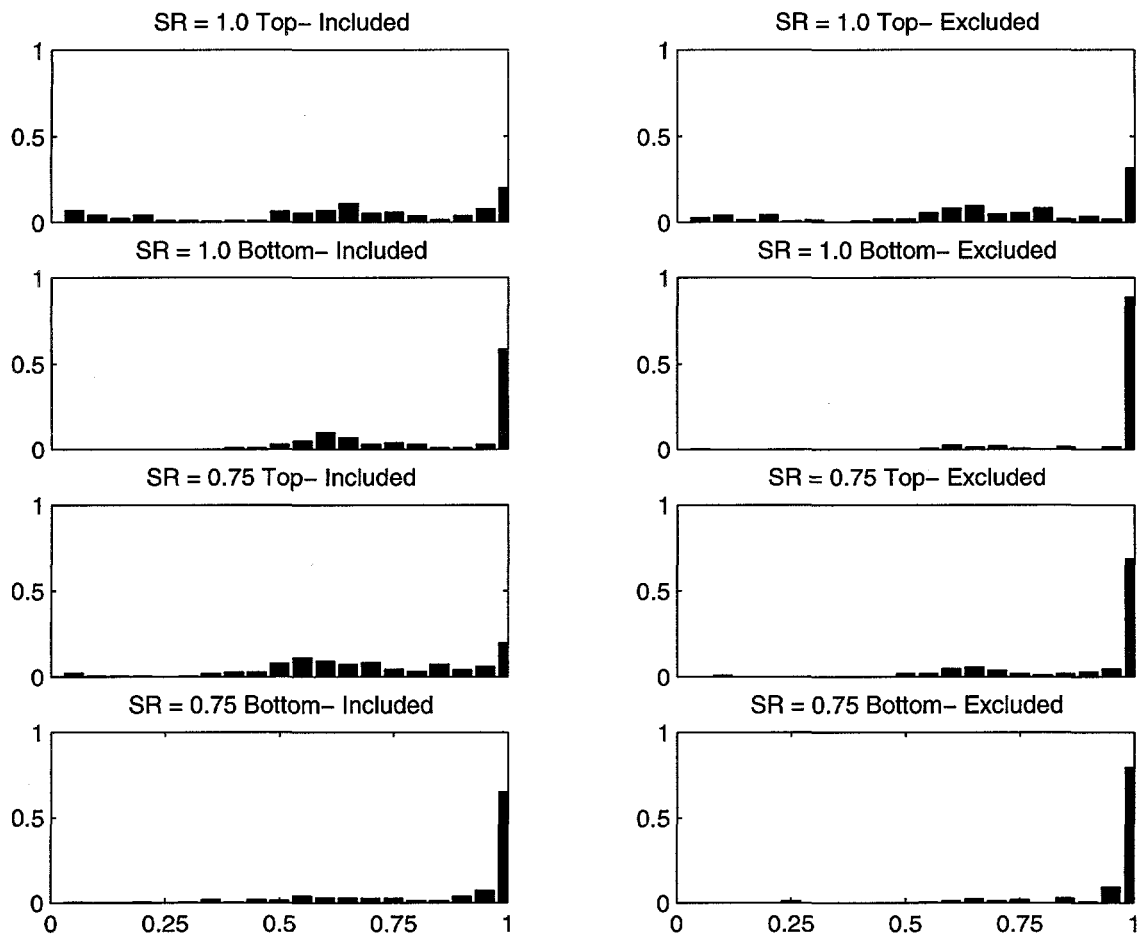 SR = 1.0 Top- Included
SR = 1.0 Top- Excluded
1
0.5
0
1
0.5
0
SR = 1.0 Bottom- Included
SR = 1.0 Bottom- Excluded
1
0.5
0
1
0.5
0
SR = 0.75 Top- Included
SR = 0.75 Top- Excluded
1
0.5
0
1
0.5
0
SR = 0.75 Bottom- Included
SR = 0.75 Bottom- Excluded
1
0.5
0
1
0.5
0
0 0.25 0.5 0.75 1
0 0.25 0.5 0.75 1